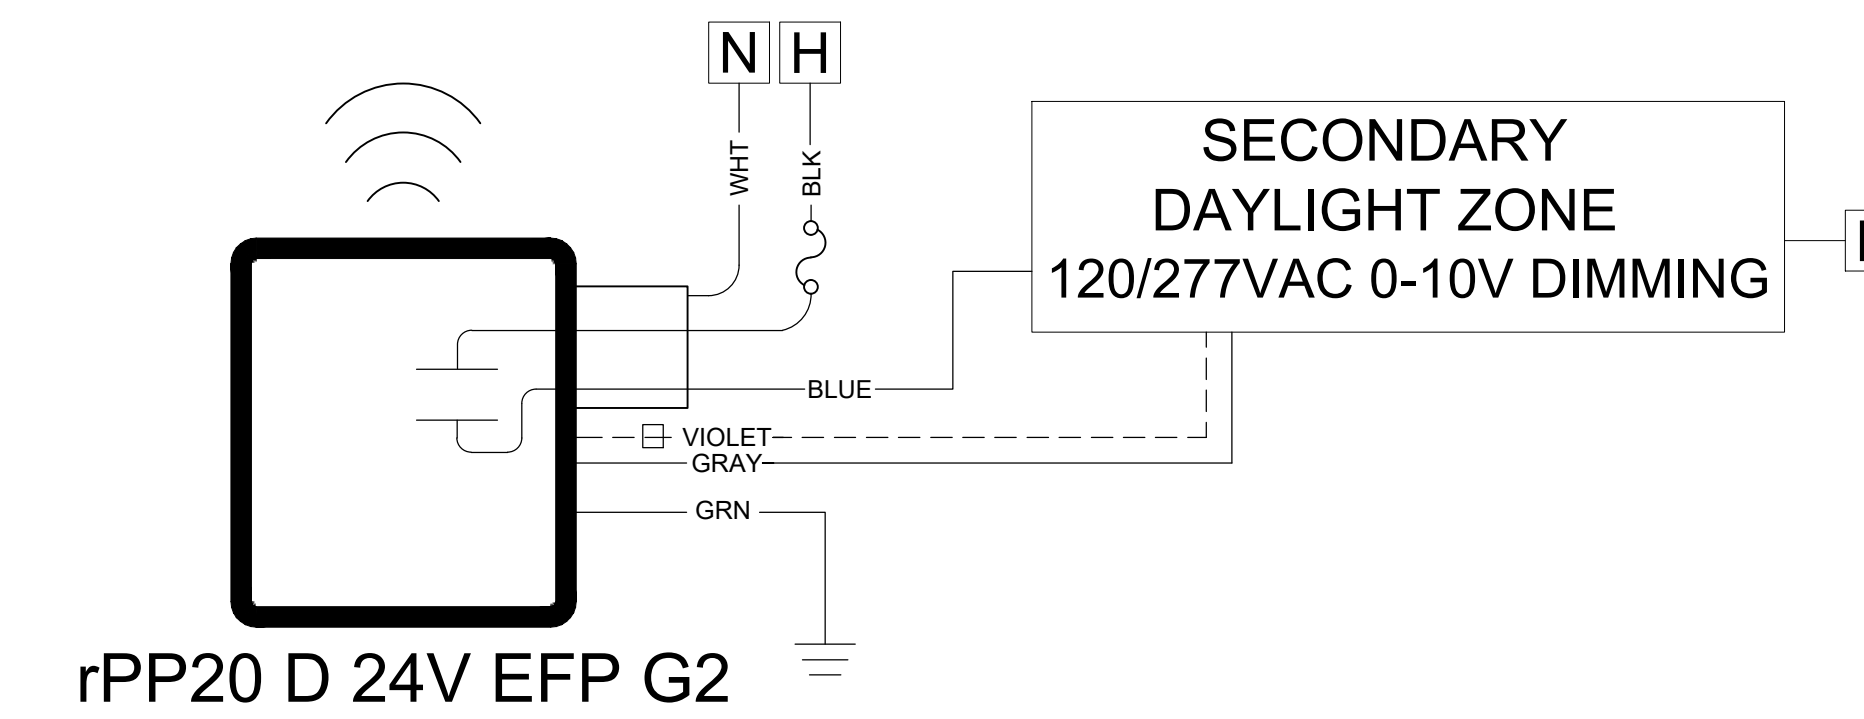 N H
WHT
BLK
SECONDARY
DAYLIGHT ZONE
120/277VAC 0-10V DIMMING
BLUE
VIOLET
GRAY
GRN
rPP20 D 24V EFP G2